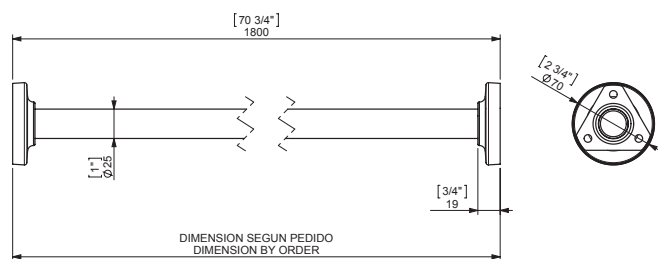 [70 3/4"]
1800
[2 3/4"]
Ø70
[1"]
Ø25
[3/4"]
19
DIMENSION SEGUN PEDIDO
DIMENSION BY ORDER